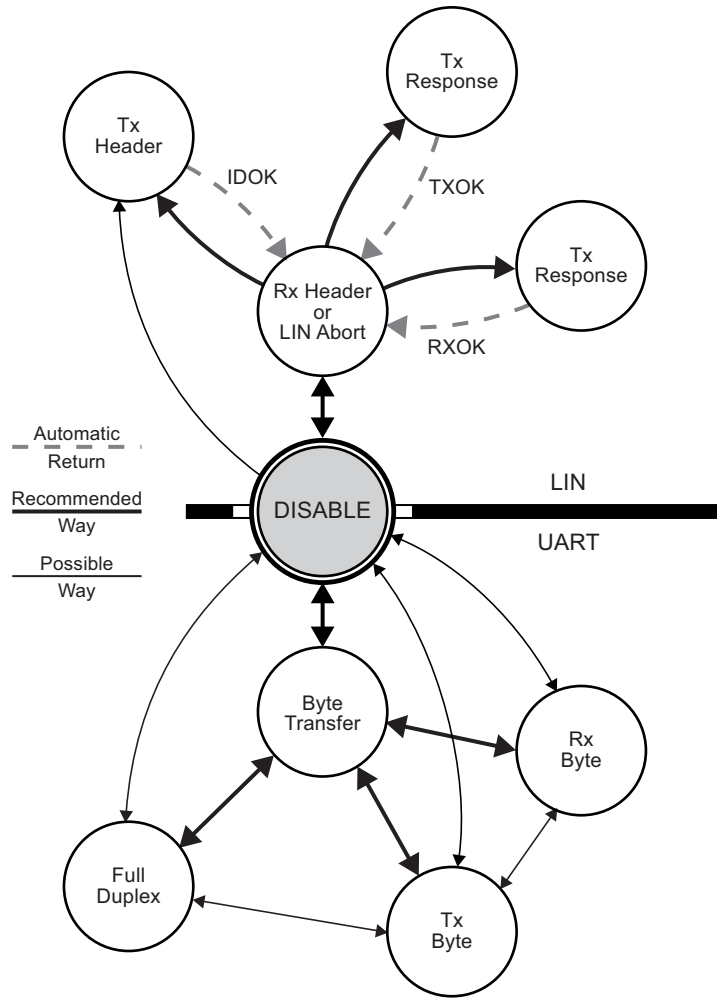 Tx
Response
Tx
Header
IDOK
TXOK
Tx
Response
Rx Header
or
LIN Abort
RXOK
Automatic
Return
Recommended
Way
Possible
Way
DISABLE
LIN
UART
Byte
Transfer
Rx
Byte
Full
Duplex
Tx
Byte